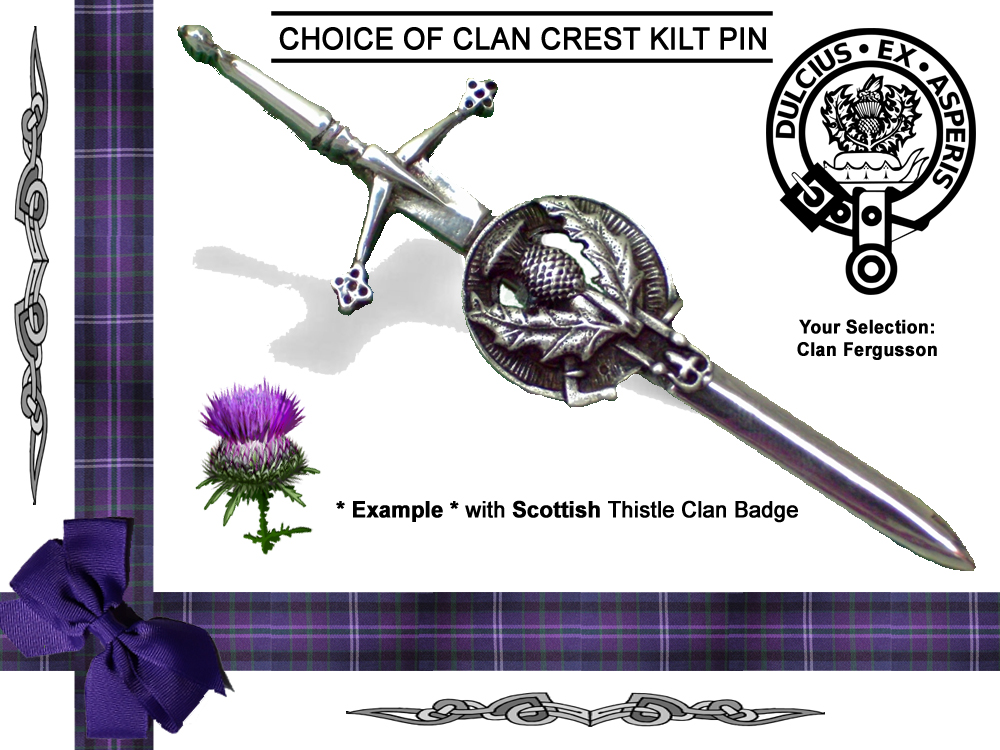 CHOICE OF CLAN CREST KILT PIN
DULCIUS • EX • ASPERIS
Your Selection:
Clan Fergusson
* Example * with Scottish Thistle Clan Badge